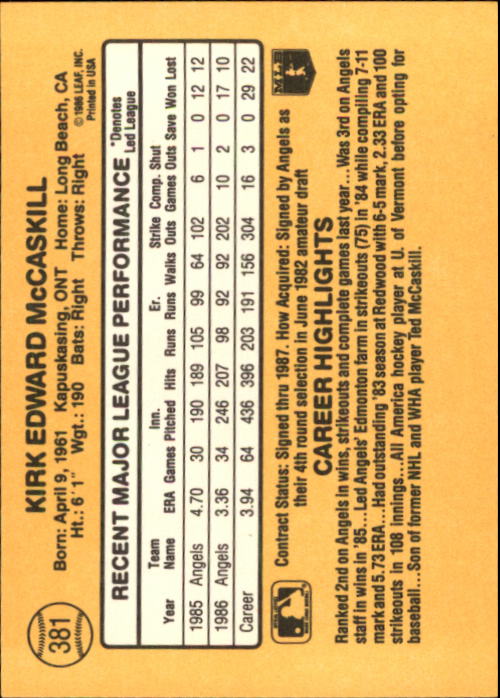 381
KIRK EDWARD McCASKILL
Born: April 9, 1961 Kapuskasing, ONT Home: Long Beach, CA
Ht.: 6' 1" Wgt.: 190 Bats: Right Throws: Right
© 1986 LEAF, INC.
Printed in USA
RECENT MAJOR LEAGUE PERFORMANCE
*Denotes
Led League
Team Inn. Er. Strike Comp. Shut
Year Name ERA Games Pitched Hits Runs Runs Walks Outs Games Outs Save Won Lost
1985 Angels 4.70 30 190 189 105 99 64 102 6 1 0 12 12
1986 Angels 3.36 34 246 207 98 92 92 202 10 2 0 17 10
Career 3.94 64 436 396 203 191 156 304 16 3 0 29 22
Contract Status: Signed thru 1987. How Acquired: Signed by Angels as
their 4th round selection in June 1982 amateur draft
MLB
CAREER HIGHLIGHTS
Ranked 2nd on Angels in wins, strikeouts and complete games last year...Was 3rd on Angels
staff in wins in '85...Led Angels' Edmonton farm in strikeouts (75) in '84 while compiling 7-11
mark and 5.73 ERA...Had outstanding '83 season at Redwood with 6-5 mark, 2.33 ERA and 100
strikeouts in 108 innings...All America hockey player at U. of Vermont before opting for
baseball...Son of former NHL and WHA player Ted McCaskill.